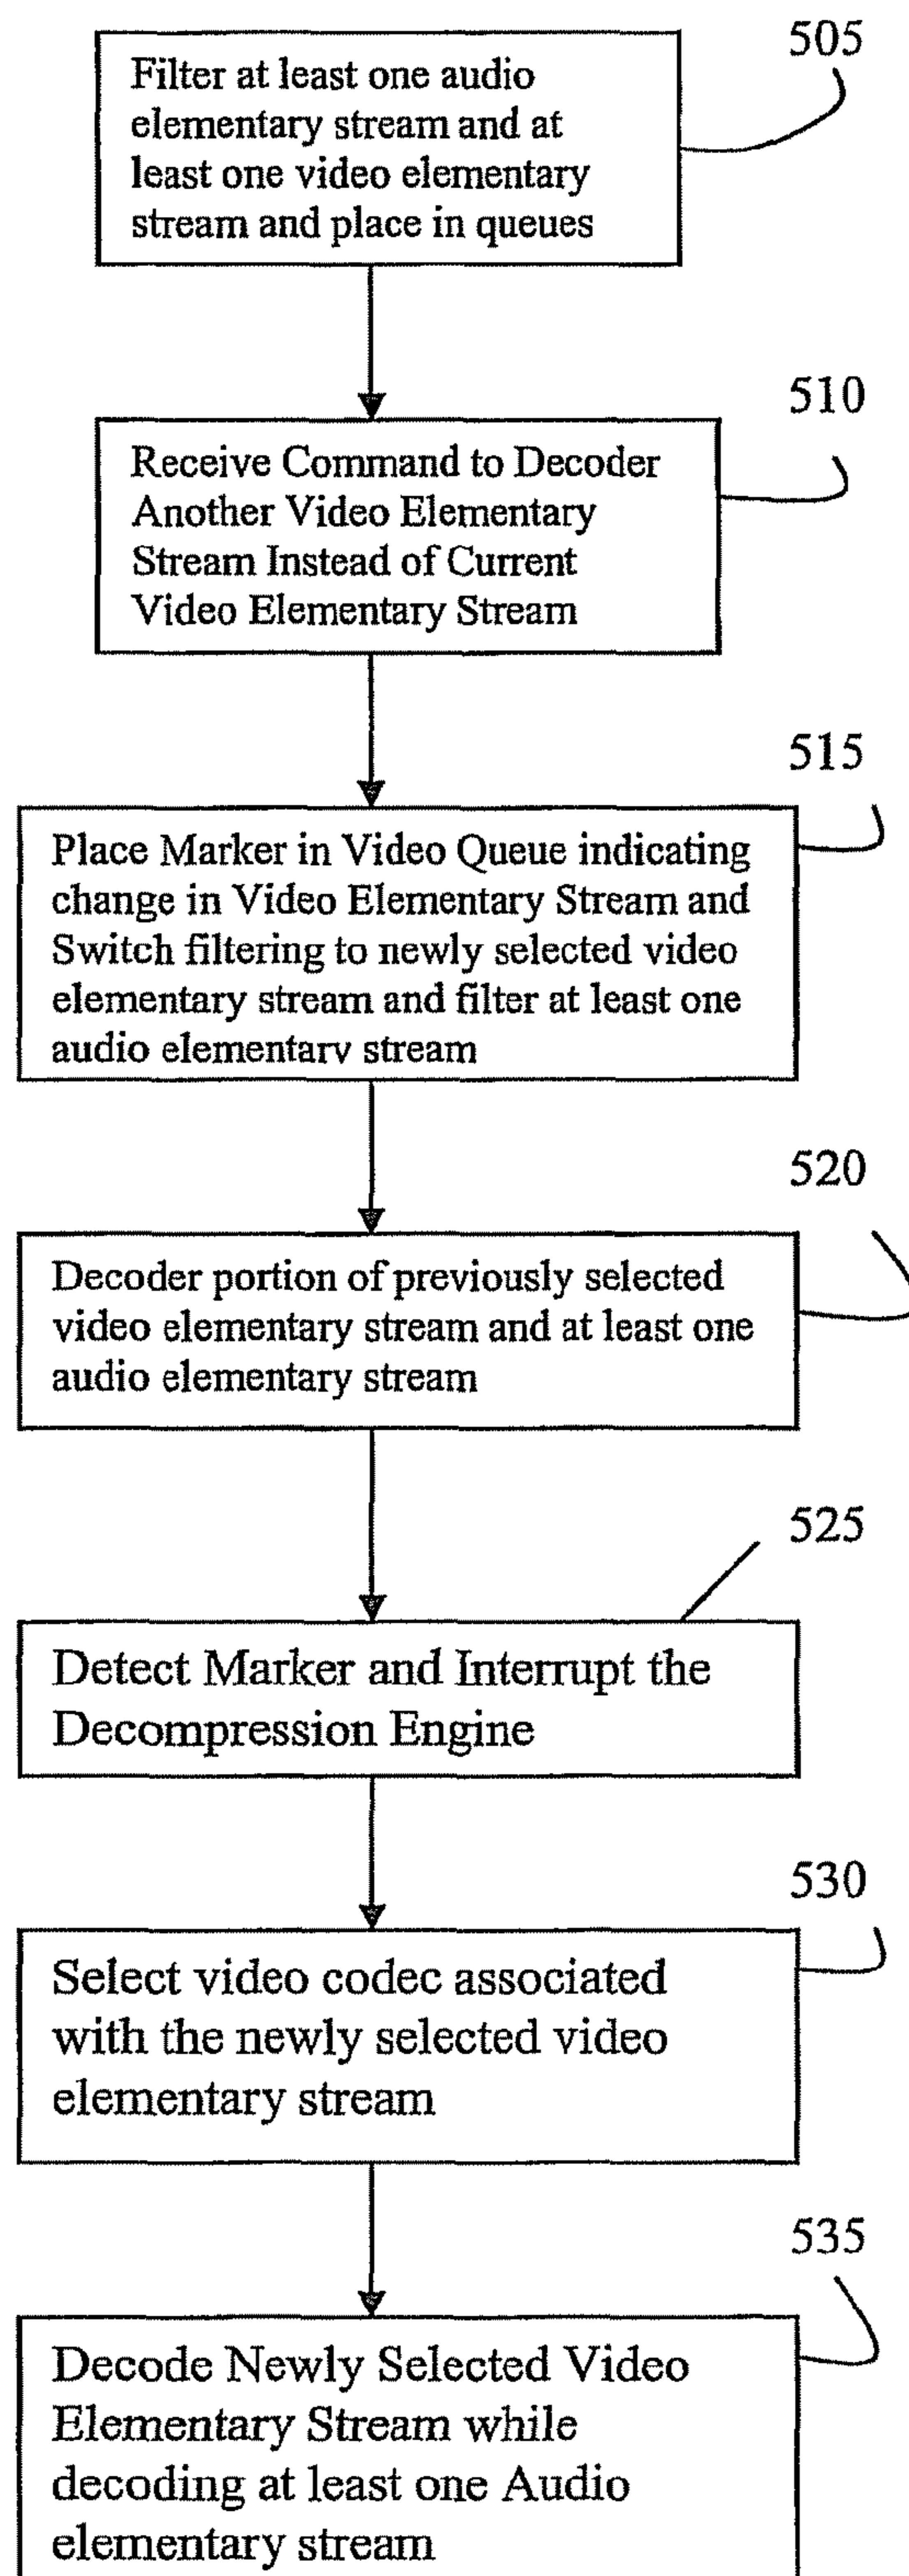 505
Filter at least one audio
elementary stream and at
least one video elementary
stream and place in queues
510
Receive Command to Decoder
Another Video Elementary
Stream Instead of Current
Video Elementary Stream
515
Place Marker in Video Queue indicating
change in Video Elementary Stream and
Switch filtering to newly selected video
elementary stream and filter at least one
audio elementary stream
520
Decoder portion of previously selected
video elementary stream and at least one
audio elementary stream
525
Detect Marker and Interrupt the
Decompression Engine
530
Select video codec associated
with the newly selected video
elementary stream
535
Decode Newly Selected Video
Elementary Stream while
decoding at least one Audio
elementary stream